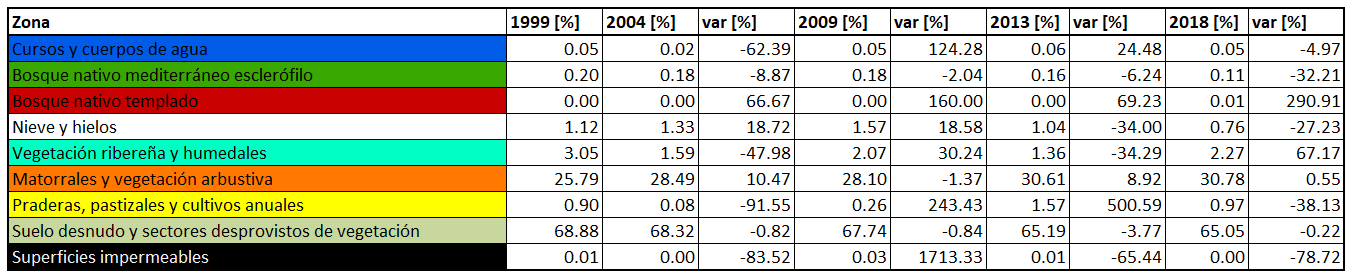 Zona 1999 [%] 2004 [%] var [%] 2009 [%] var [%] 2013 [%] var [%] 2018 [%] var [%]
Cursos y cuerpos de agua 0.05 0.02 -62.39 0.05 124.28 0.06 24.48 0.05 -4.97
Bosque nativo mediterráneo esclerófilo 0.20 0.18 -8.87 0.18 -2.04 0.16 -6.24 0.11 -32.21
Bosque nativo templado 0.00 0.00 66.67 0.00 160.00 0.00 69.23 0.01 290.91
Nieve y hielos 1.12 1.33 18.72 1.57 18.58 1.04 -34.00 0.76 -27.23
Vegetación ribereña y humedales 3.05 1.59 -47.98 2.07 30.24 1.36 -34.29 2.27 67.17
Matorrales y vegetación arbustiva 25.79 28.49 10.47 28.10 -1.37 30.61 8.92 30.78 0.55
Praderas, pastizales y cultivos anuales 0.90 0.08 -91.55 0.26 243.43 1.57 500.59 0.97 -38.13
Suelo desnudo y sectores desprovistos de vegetación 68.88 68.32 -0.82 67.74 -0.84 65.19 -3.77 65.05 -0.22
Superficies impermeables 0.01 0.00 -83.52 0.03 1713.33 0.01 -65.44 0.00 -78.72